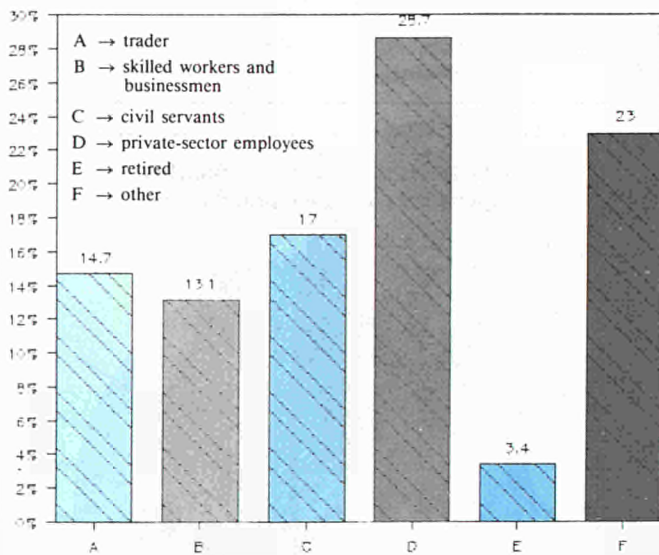 30%
28%
26%
24%
22%
20%
18%
16%
14%
12%
10%
8%
6%
4%
2%
0%
A → trader
B → skilled workers and
businessmen
C → civil servants
D → private-sector employees
E → retired
F → other
14.7
13.1
17
28.7
3.4
23
A
B
C
D
E
F